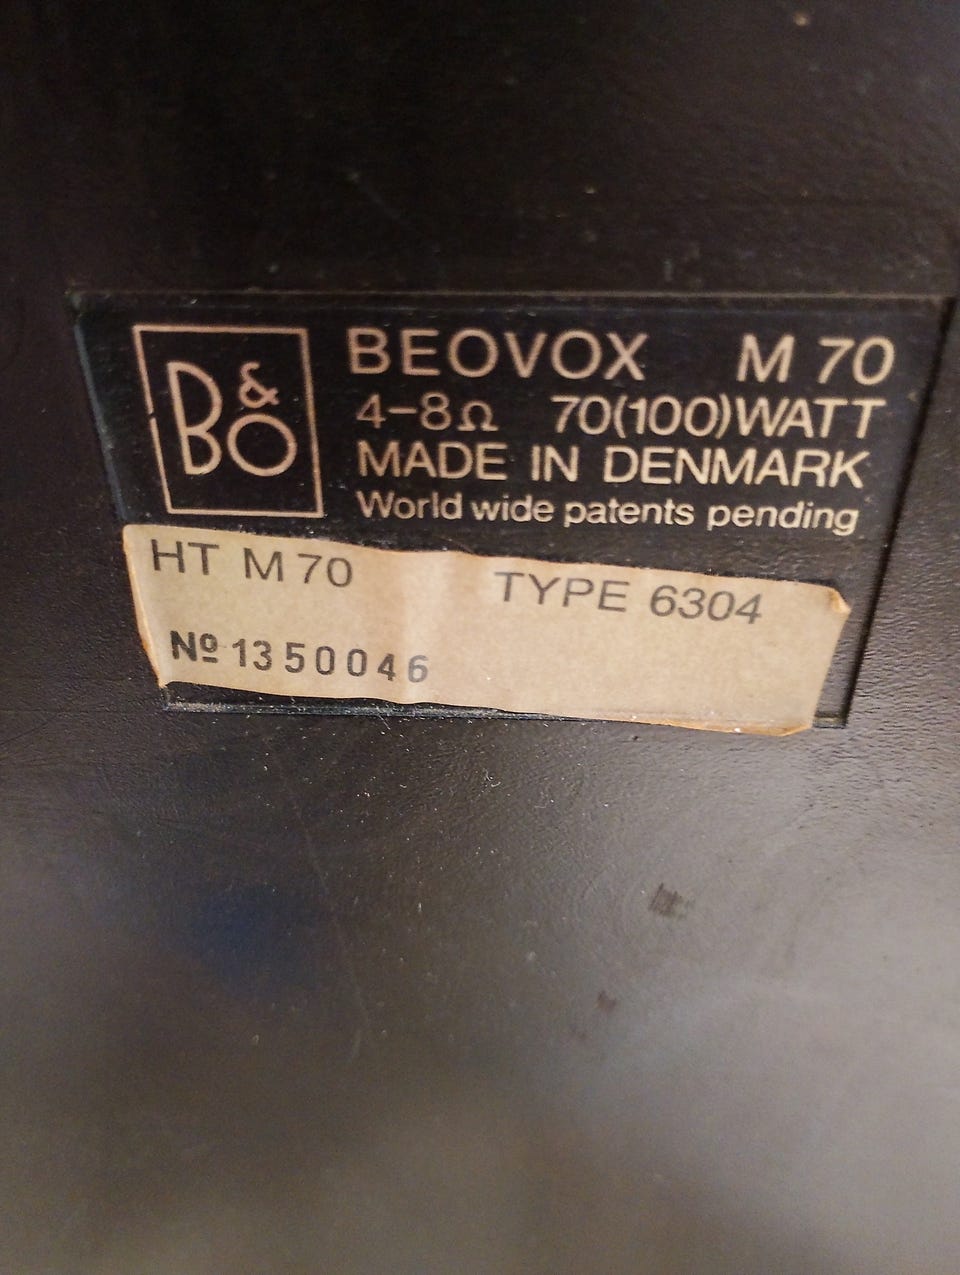 B&O
BEOVOX M 70
4-8Ω 70(100)WATT
MADE IN DENMARK
World wide patents pending
HT M70 TYPE 6304
Nº 1350046